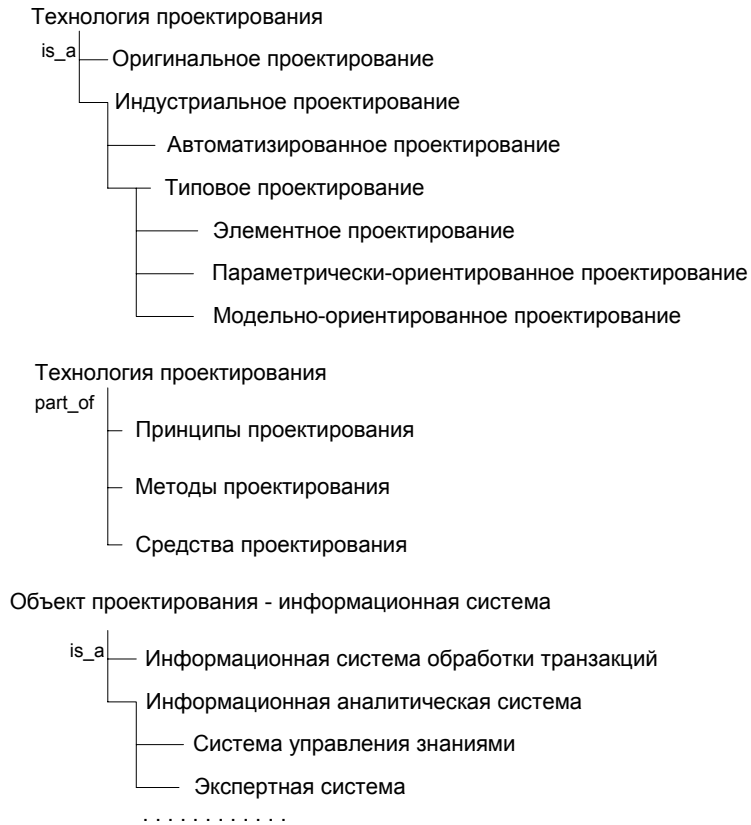 Технология проектирования
is_a
Оригинальное проектирование
Индустриальное проектирование
Автоматизированное проектирование
Типовое проектирование
Элементное проектирование
Параметрически-ориентированное проектирование
Модельно-ориентированное проектирование
Технология проектирования
part_of
Принципы проектирования
Методы проектирования
Средства проектирования
Объект проектирования - информационная система
is_a
Информационная система обработки транзакций
Информационная аналитическая система
Система управления знаниями
Экспертная система
. . . . . . . . . . . .